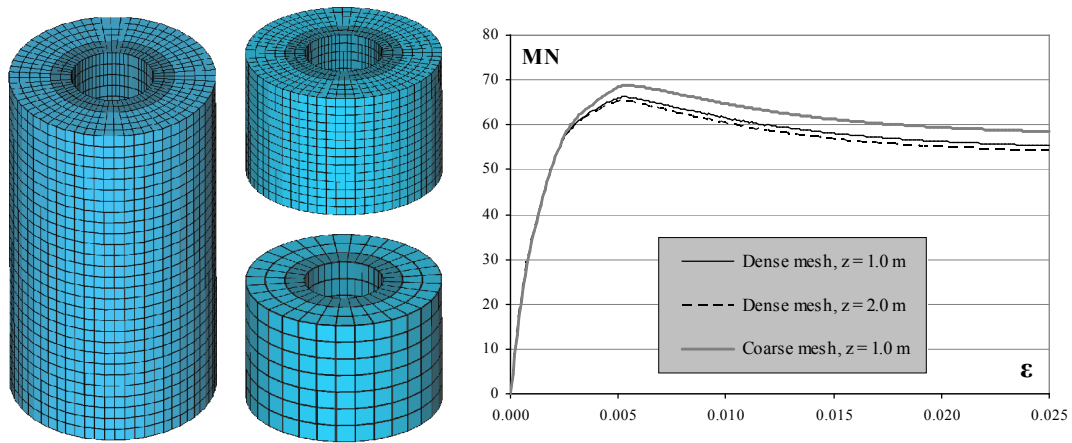 80
MN
70
60
50
40
30
20
10
0
Dense mesh, z = 1.0 m
Dense mesh, z = 2.0 m
Coarse mesh, z = 1.0 m
ε
0.000 0.005 0.010 0.015 0.020 0.025